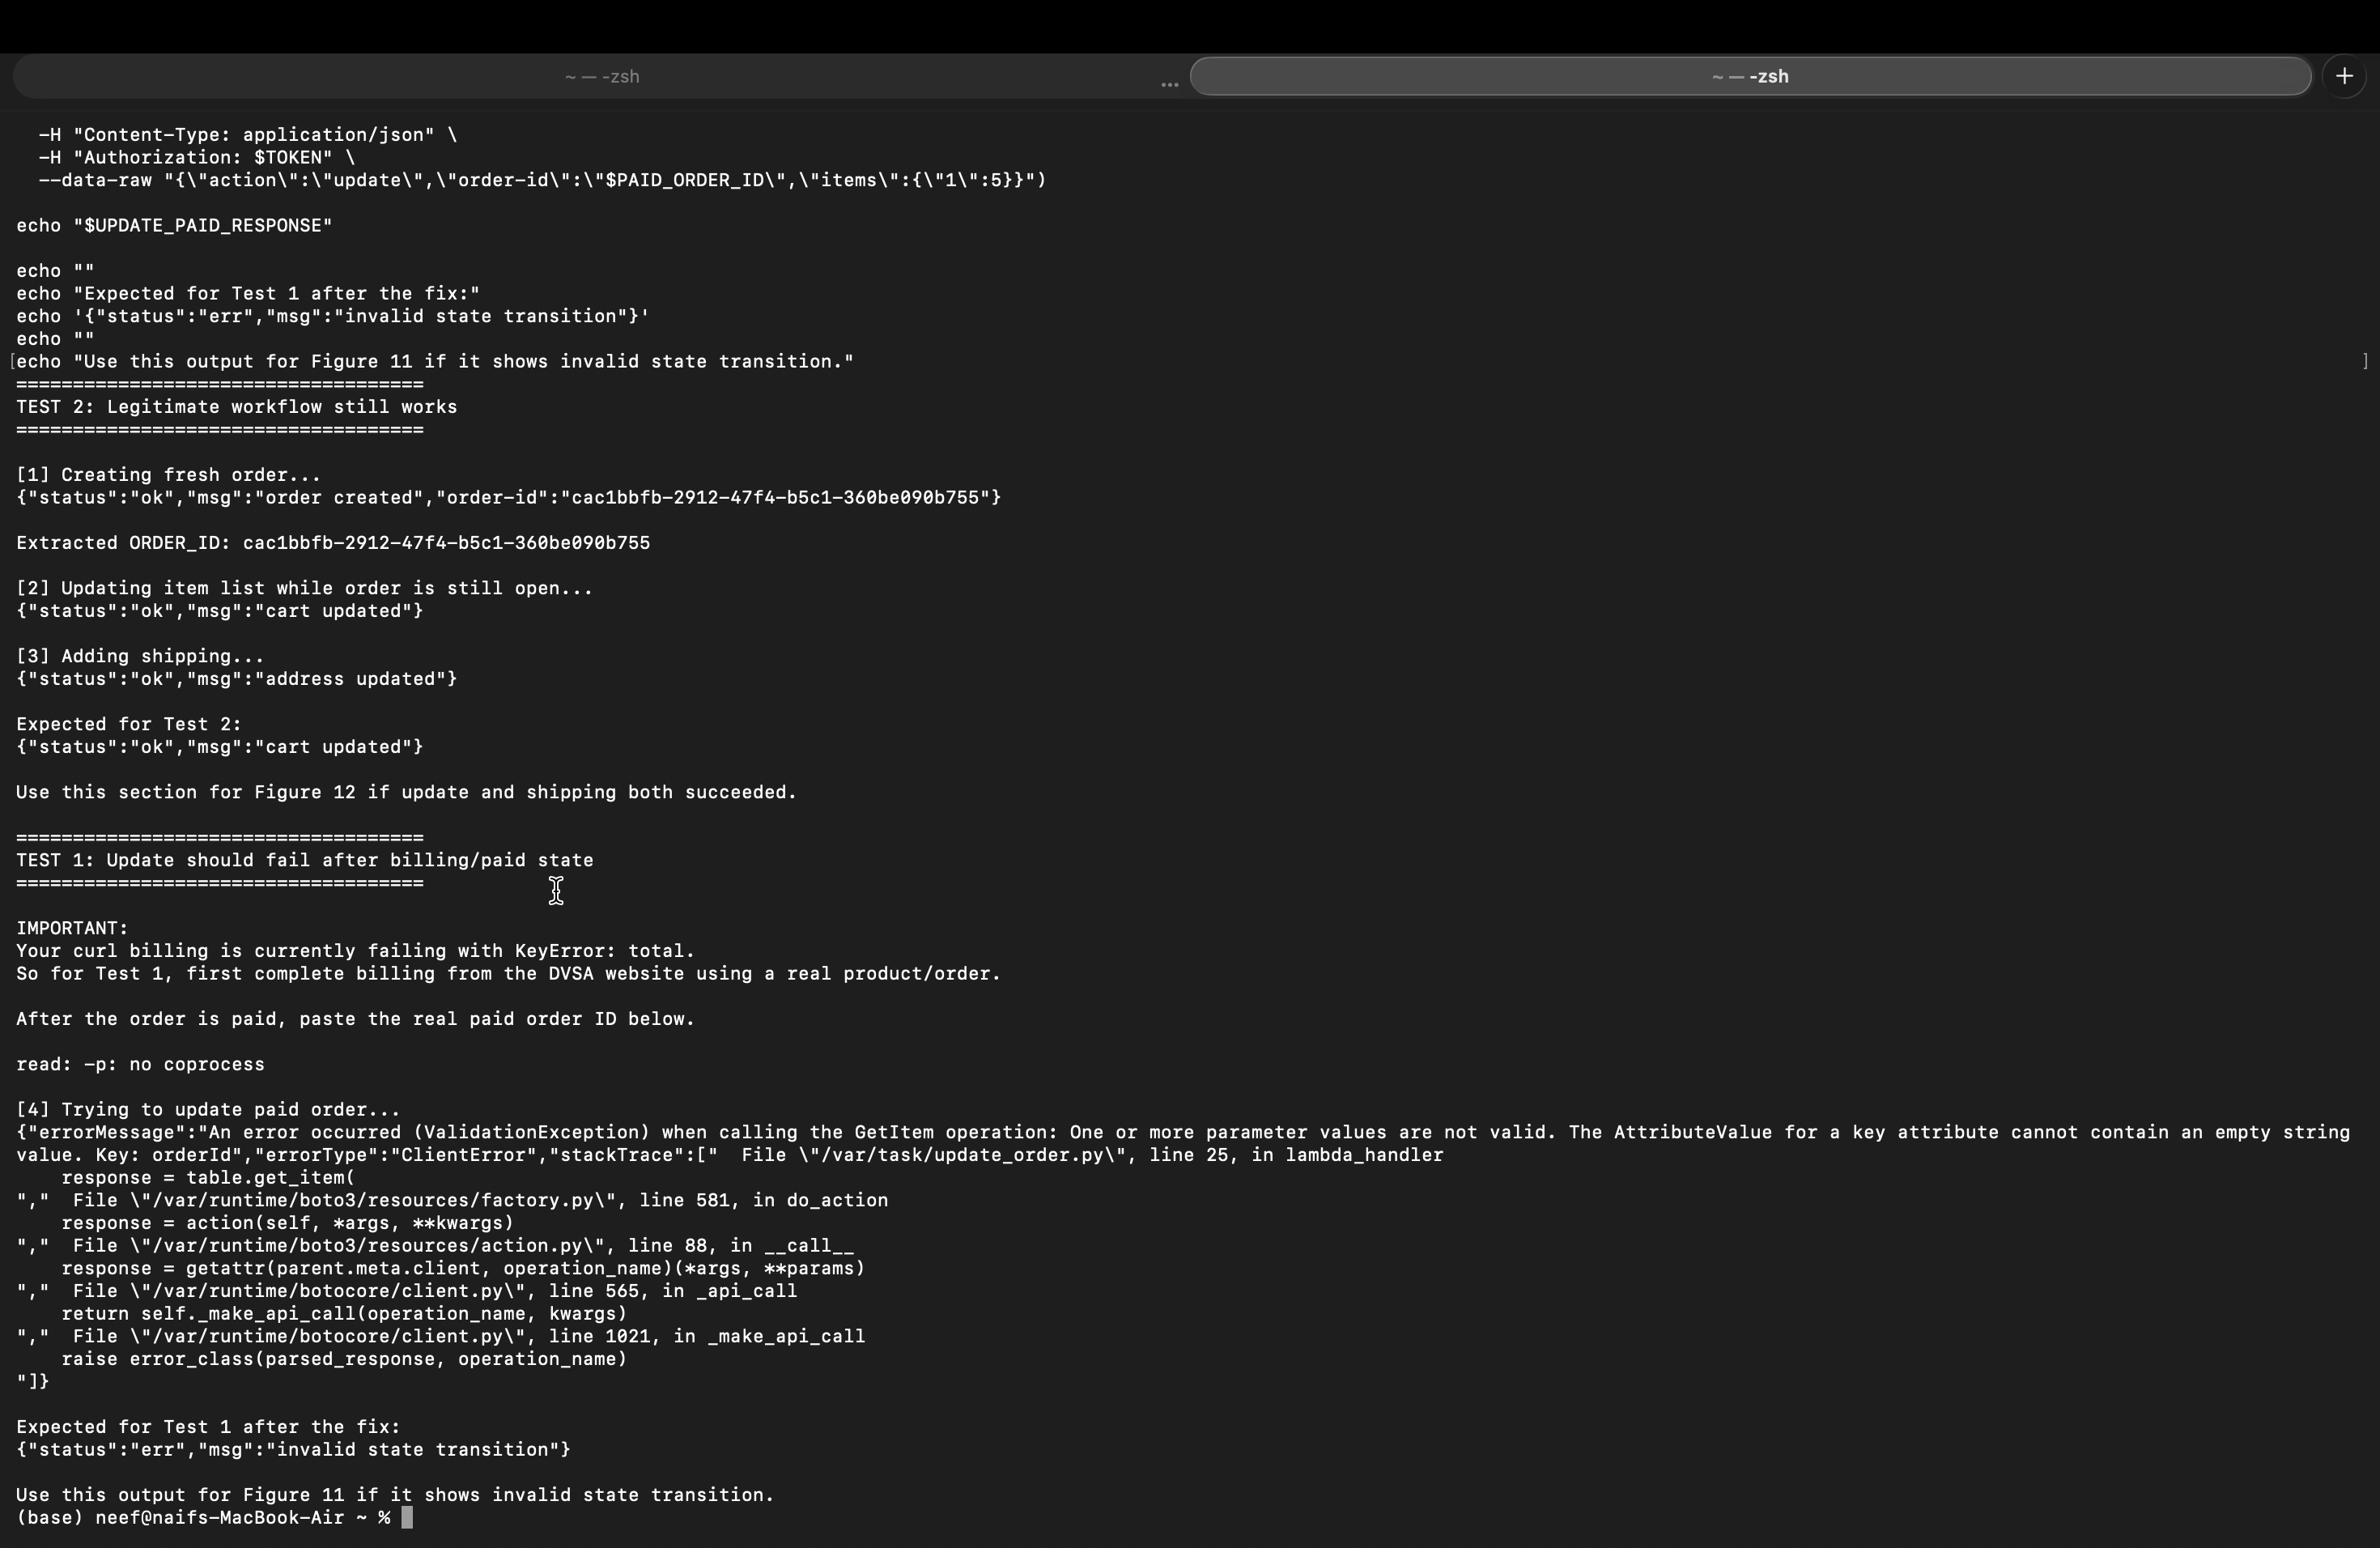 ~ — -zsh
...
~ — -zsh
+
-H "Content-Type: application/json" \
-H "Authorization: $TOKEN" \
--data-raw "{\"action\":\"update\",\"order-id\":\"$PAID_ORDER_ID\",\"items\":{\"1\":5}}")
echo "$UPDATE_PAID_RESPONSE"
echo ""
echo "Expected for Test 1 after the fix:"
echo '{"status":"err","msg":"invalid state transition"}'
echo ""
[echo "Use this output for Figure 11 if it shows invalid state transition." ]
====================================
TEST 2: Legitimate workflow still works
====================================
[1] Creating fresh order...
{"status":"ok","msg":"order created","order-id":"cac1bbfb-2912-47f4-b5c1-360be090b755"}
Extracted ORDER_ID: cac1bbfb-2912-47f4-b5c1-360be090b755
[2] Updating item list while order is still open...
{"status":"ok","msg":"cart updated"}
[3] Adding shipping...
{"status":"ok","msg":"address updated"}
Expected for Test 2:
{"status":"ok","msg":"cart updated"}
Use this section for Figure 12 if update and shipping both succeeded.
====================================
TEST 1: Update should fail after billing/paid state
====================================
IMPORTANT:
Your curl billing is currently failing with KeyError: total.
So for Test 1, first complete billing from the DVSA website using a real product/order.
After the order is paid, paste the real paid order ID below.
read: -p: no coprocess
[4] Trying to update paid order...
{"errorMessage":"An error occurred (ValidationException) when calling the GetItem operation: One or more parameter values are not valid. The AttributeValue for a key attribute cannot contain an empty string
value. Key: orderId","errorType":"ClientError","stackTrace":["  File \"/var/task/update_order.py\", line 25, in lambda_handler
    response = table.get_item(
","  File \"/var/runtime/boto3/resources/factory.py\", line 581, in do_action
    response = action(self, *args, **kwargs)
","  File \"/var/runtime/boto3/resources/action.py\", line 88, in __call__
    response = getattr(parent.meta.client, operation_name)(*args, **params)
","  File \"/var/runtime/botocore/client.py\", line 565, in _api_call
    return self._make_api_call(operation_name, kwargs)
","  File \"/var/runtime/botocore/client.py\", line 1021, in _make_api_call
    raise error_class(parsed_response, operation_name)
"]}
Expected for Test 1 after the fix:
{"status":"err","msg":"invalid state transition"}
Use this output for Figure 11 if it shows invalid state transition.
(base) neef@naifs-MacBook-Air ~ %